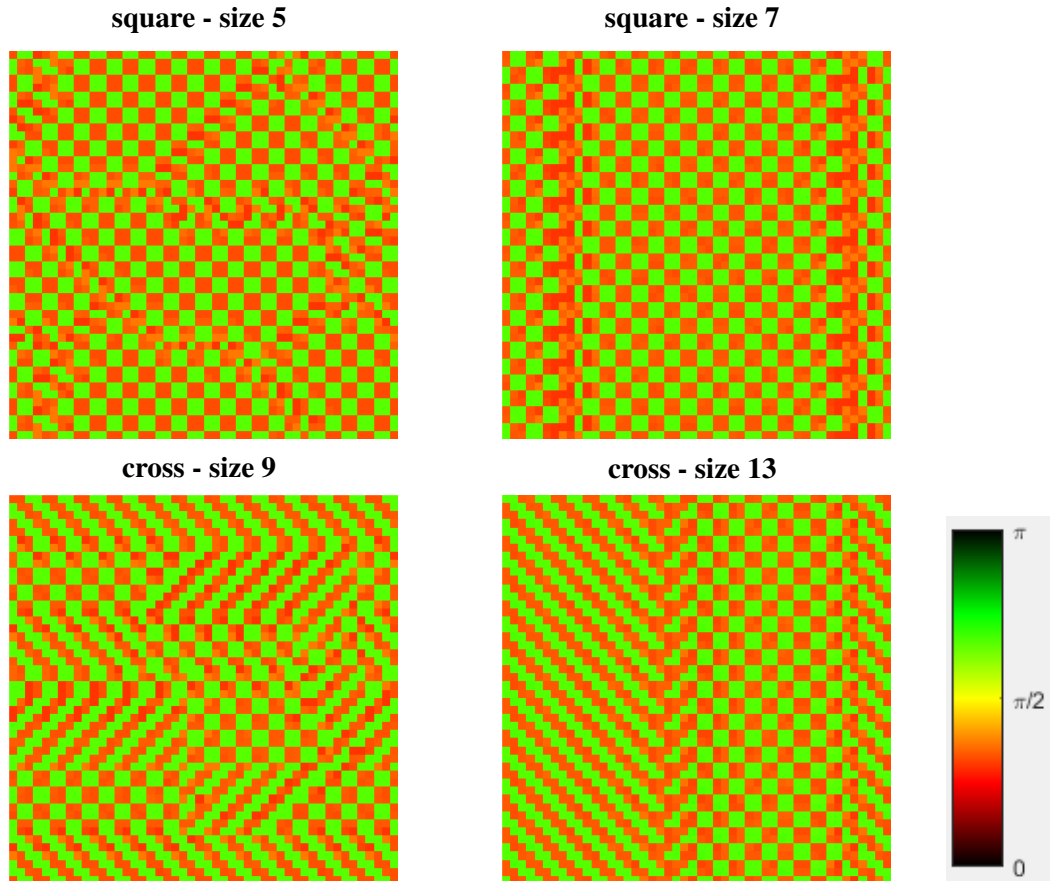 square - size 5
square - size 7
cross - size 9
cross - size 13
π
π/2
0